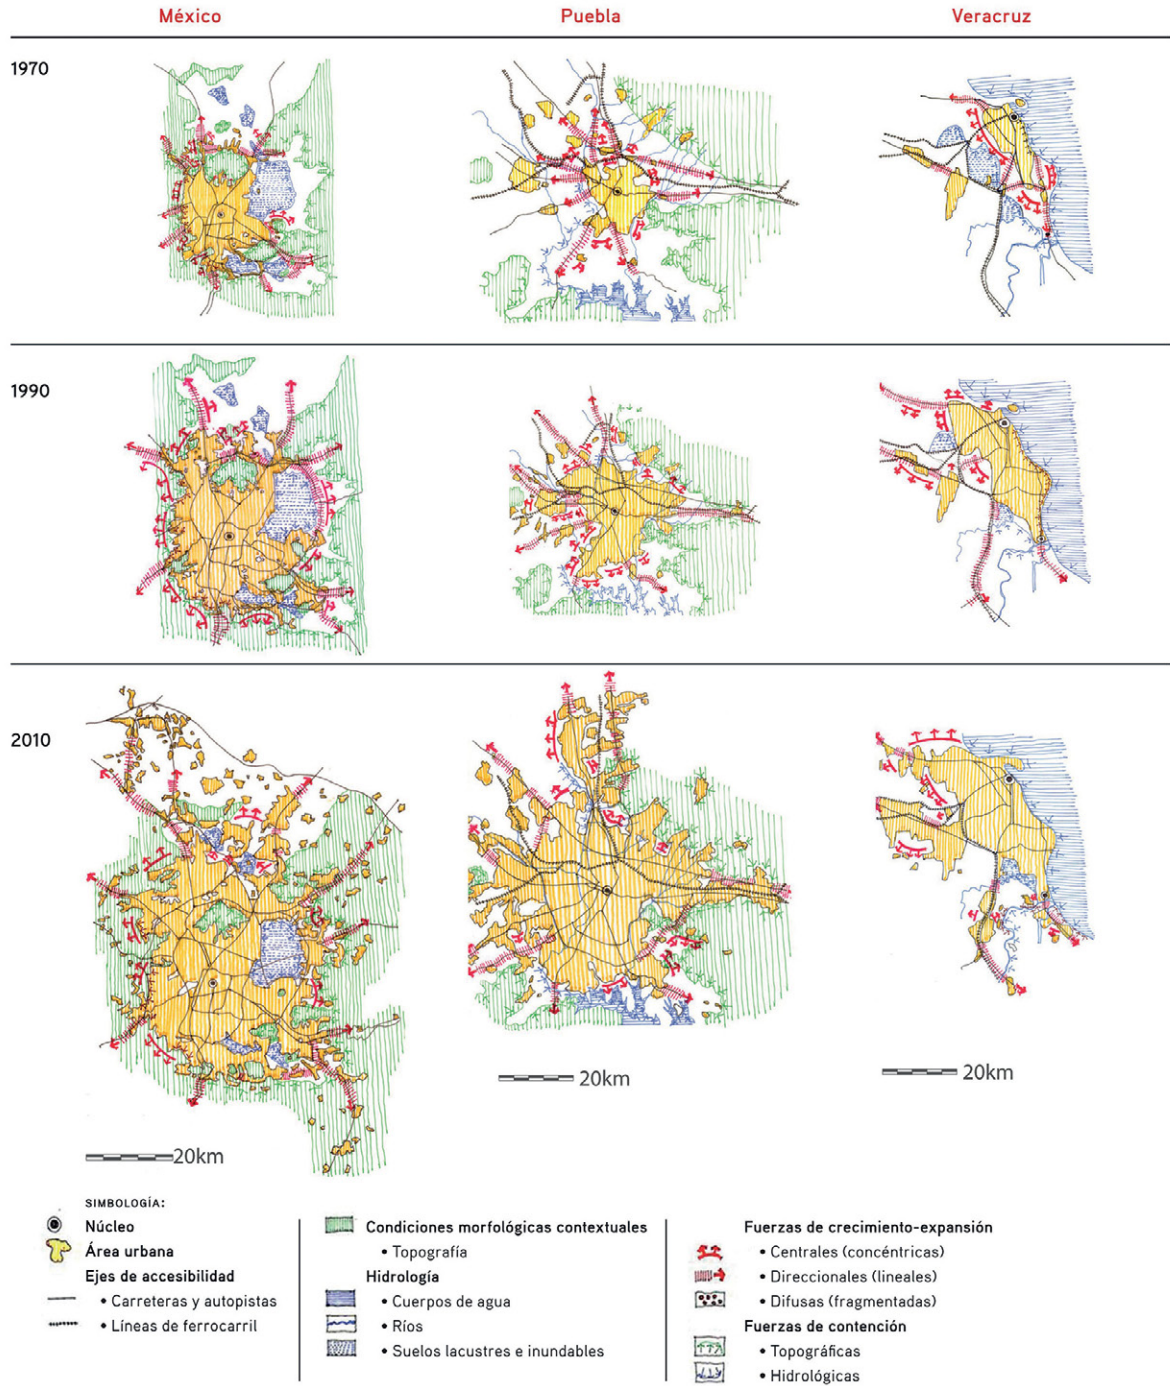 México Puebla Veracruz
1970
1990
2010
20km
20km
20km
SIMBOLOGÍA:
Núcleo
Área urbana
Ejes de accesibilidad
• Carreteras y autopistas
• Líneas de ferrocarril
Condiciones morfológicas contextuales
• Topografía
Hidrología
• Cuerpos de agua
• Ríos
• Suelos lacustres e inundables
Fuerzas de crecimiento-expansión
• Centrales (concéntricas)
• Direccionales (lineales)
• Difusas (fragmentadas)
Fuerzas de contención
• Topográficas
• Hidrológicas